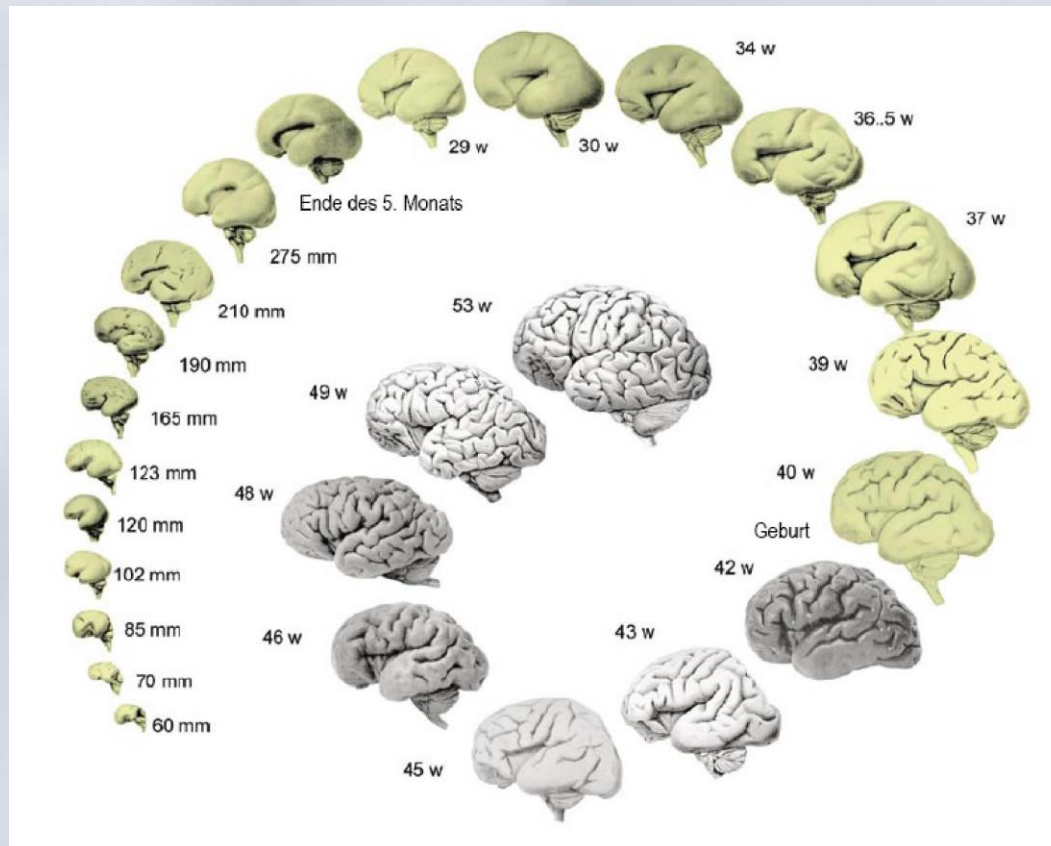 60 mm
70 mm
85 mm
102 mm
120 mm
123 mm
165 mm
190 mm
210 mm
275 mm
Ende des 5. Monats
29 w
30 w
34 w
36..5 w
37 w
39 w
40 w
Geburt
42 w
43 w
45 w
46 w
48 w
49 w
53 w